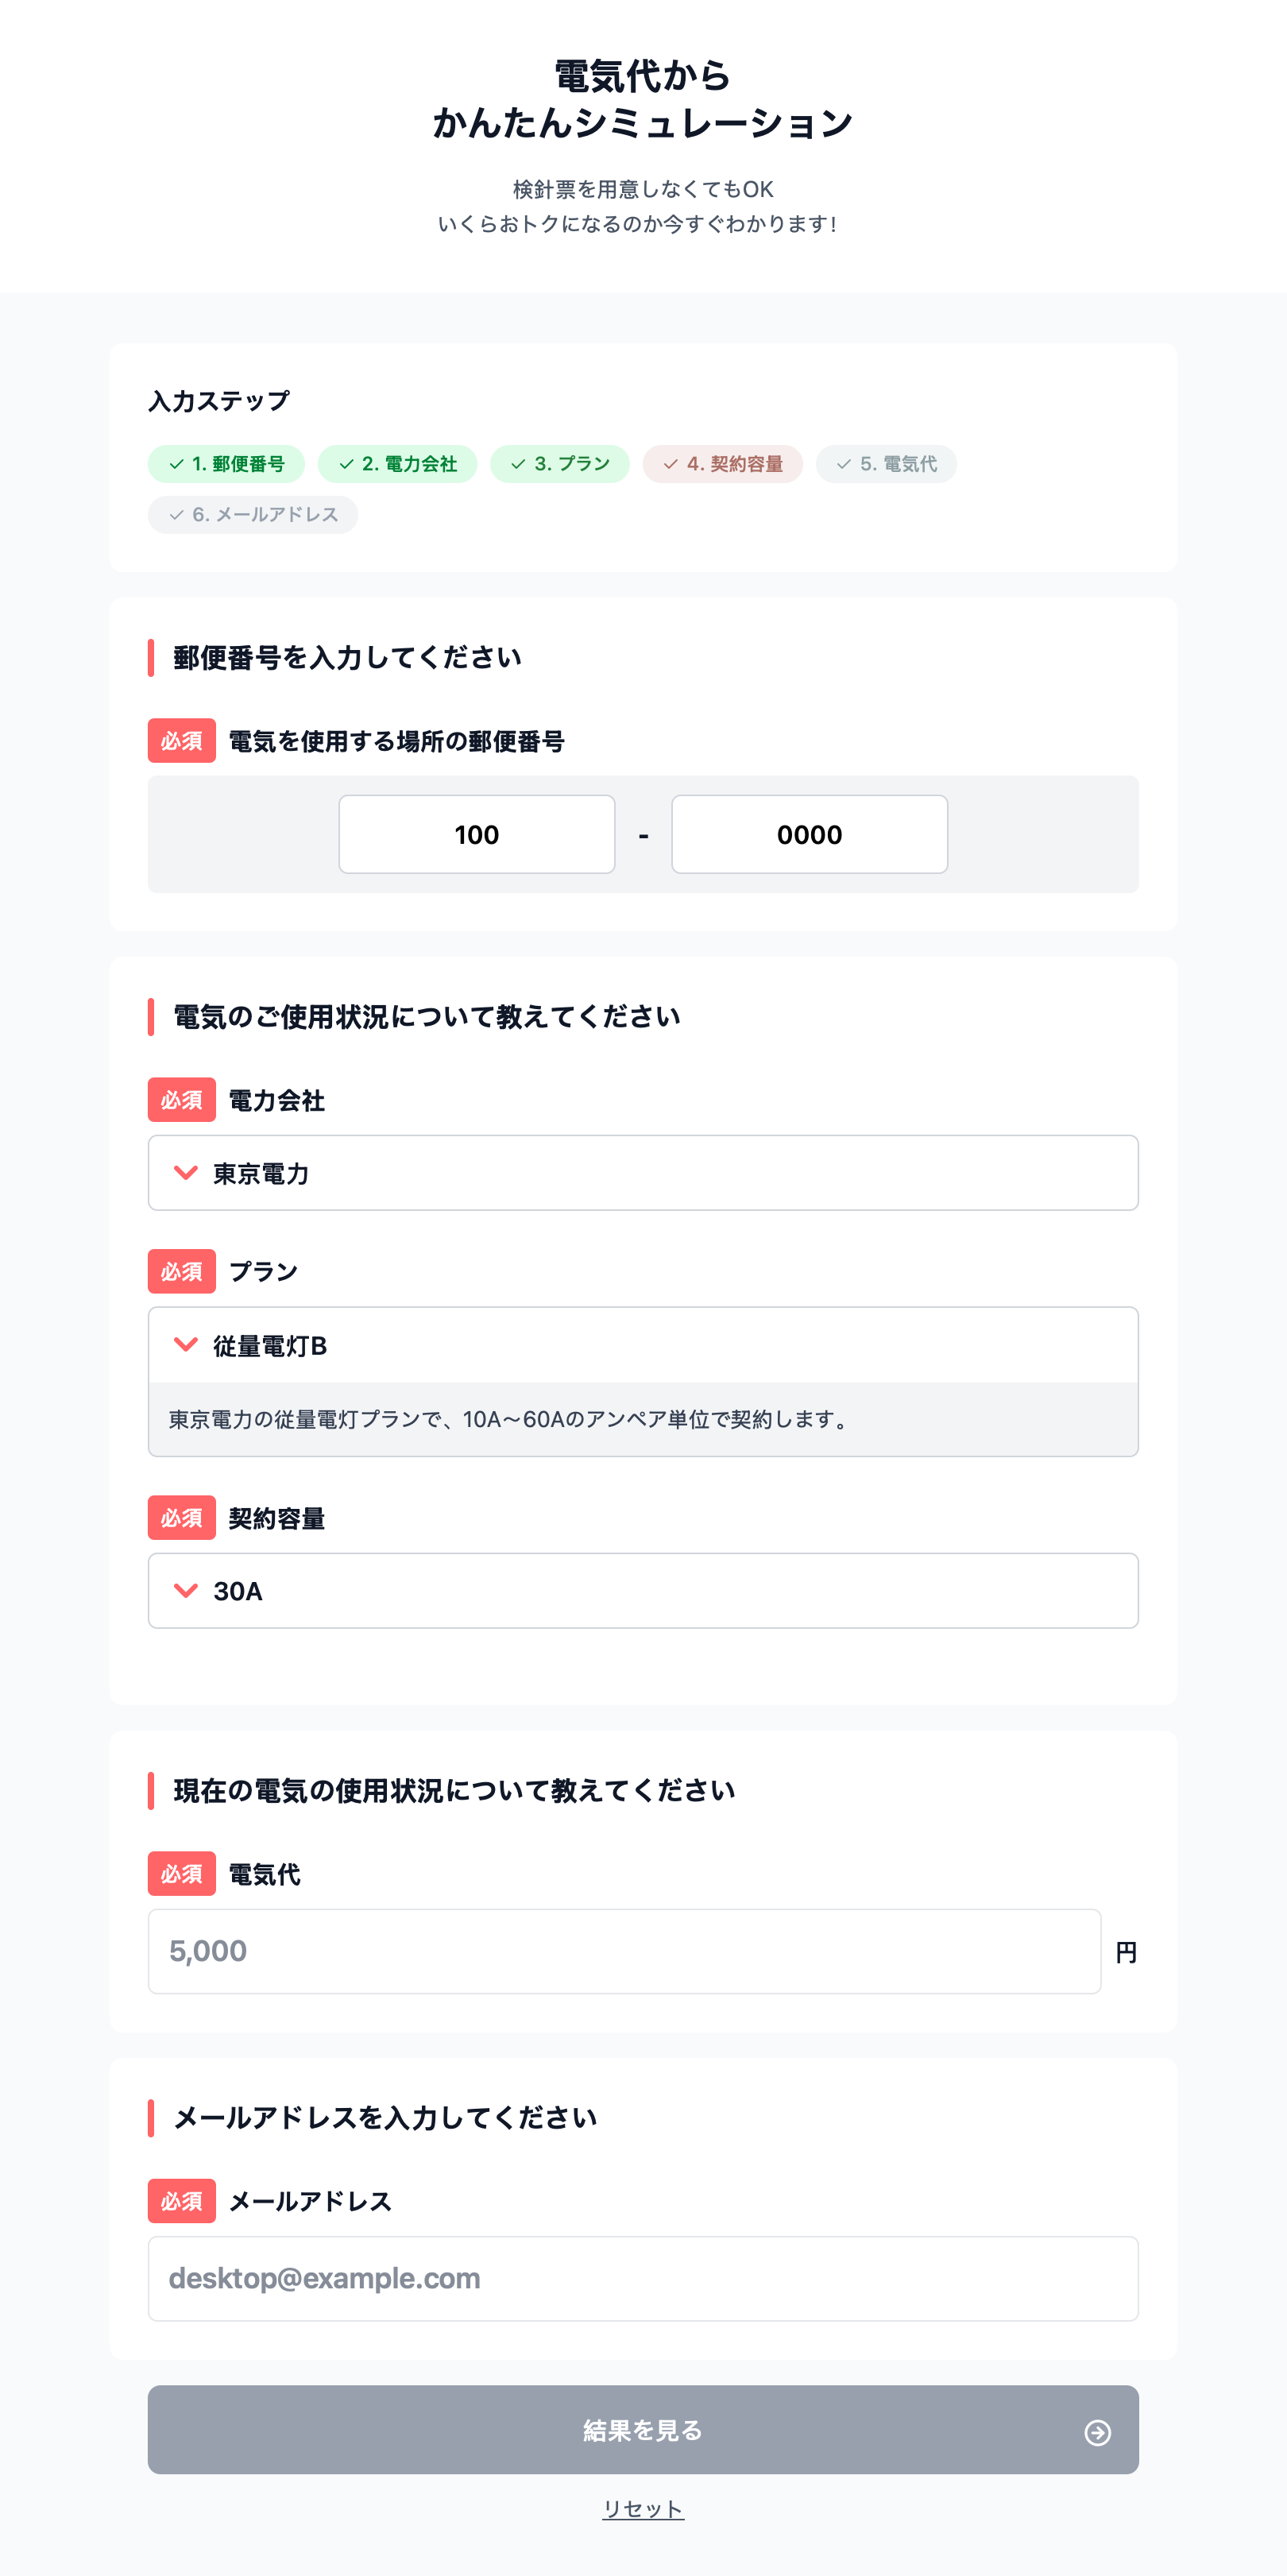 電気代から
かんたんシミュレーション
検針票を用意しなくてもOK
いくらおトクになるのか今すぐわかります！
入力ステップ
1. 郵便番号
2. 電力会社
3. プラン
4. 契約容量
5. 電気代
6. メールアドレス
郵便番号を入力してください
必須 電気を使用する場所の郵便番号
100 - 0000
電気のご使用状況について教えてください
必須 電力会社
東京電力
必須 プラン
従量電灯B
東京電力の従量電灯プランで、10A〜60Aのアンペア単位で契約します。
必須 契約容量
30A
現在の電気の使用状況について教えてください
必須 電気代
5,000 円
メールアドレスを入力してください
必須 メールアドレス
desktop@example.com
結果を見る
リセット